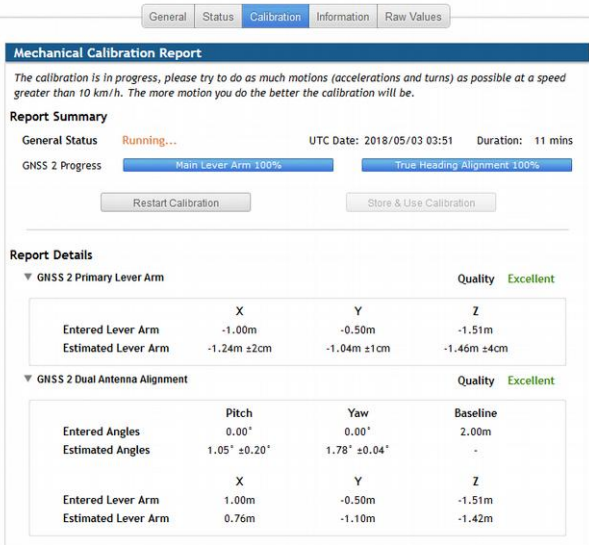 General Status Calibration Information Raw Values
Mechanical Calibration Report
The calibration is in progress, please try to do as much motions (accelerations and turns) as possible at a speed
greater than 10 km/h. The more motion you do the better the calibration will be.
Report Summary
General Status Running... UTC Date: 2018/05/03 03:51 Duration: 11 mins
GNSS 2 Progress Main Lever Arm 100% True Heading Alignment 100%
Restart Calibration Store & Use Calibration
Report Details
GNSS 2 Primary Lever Arm Quality Excellent
X Y Z
Entered Lever Arm -1.00m -0.50m -1.51m
Estimated Lever Arm -1.24m ±2cm -1.04m ±1cm -1.46m ±4cm
GNSS 2 Dual Antenna Alignment Quality Excellent
Pitch Yaw Baseline
Entered Angles 0.00° 0.00° 2.00m
Estimated Angles 1.05° ±0.20° 1.78° ±0.04° -
X Y Z
Entered Lever Arm 1.00m -0.50m -1.51m
Estimated Lever Arm 0.76m -1.10m -1.42m